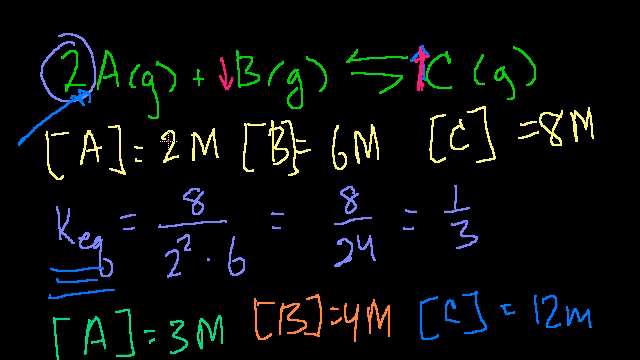 2A(g) + ↓B(g) ⇌ ↑C(g)
[A] = 2M [B] = 6M [C] = 8M
Keq = 8 / 2² · 6 = 8 / 24 = 1 / 3
[A] = 3M [B] = 4M [C] = 12M